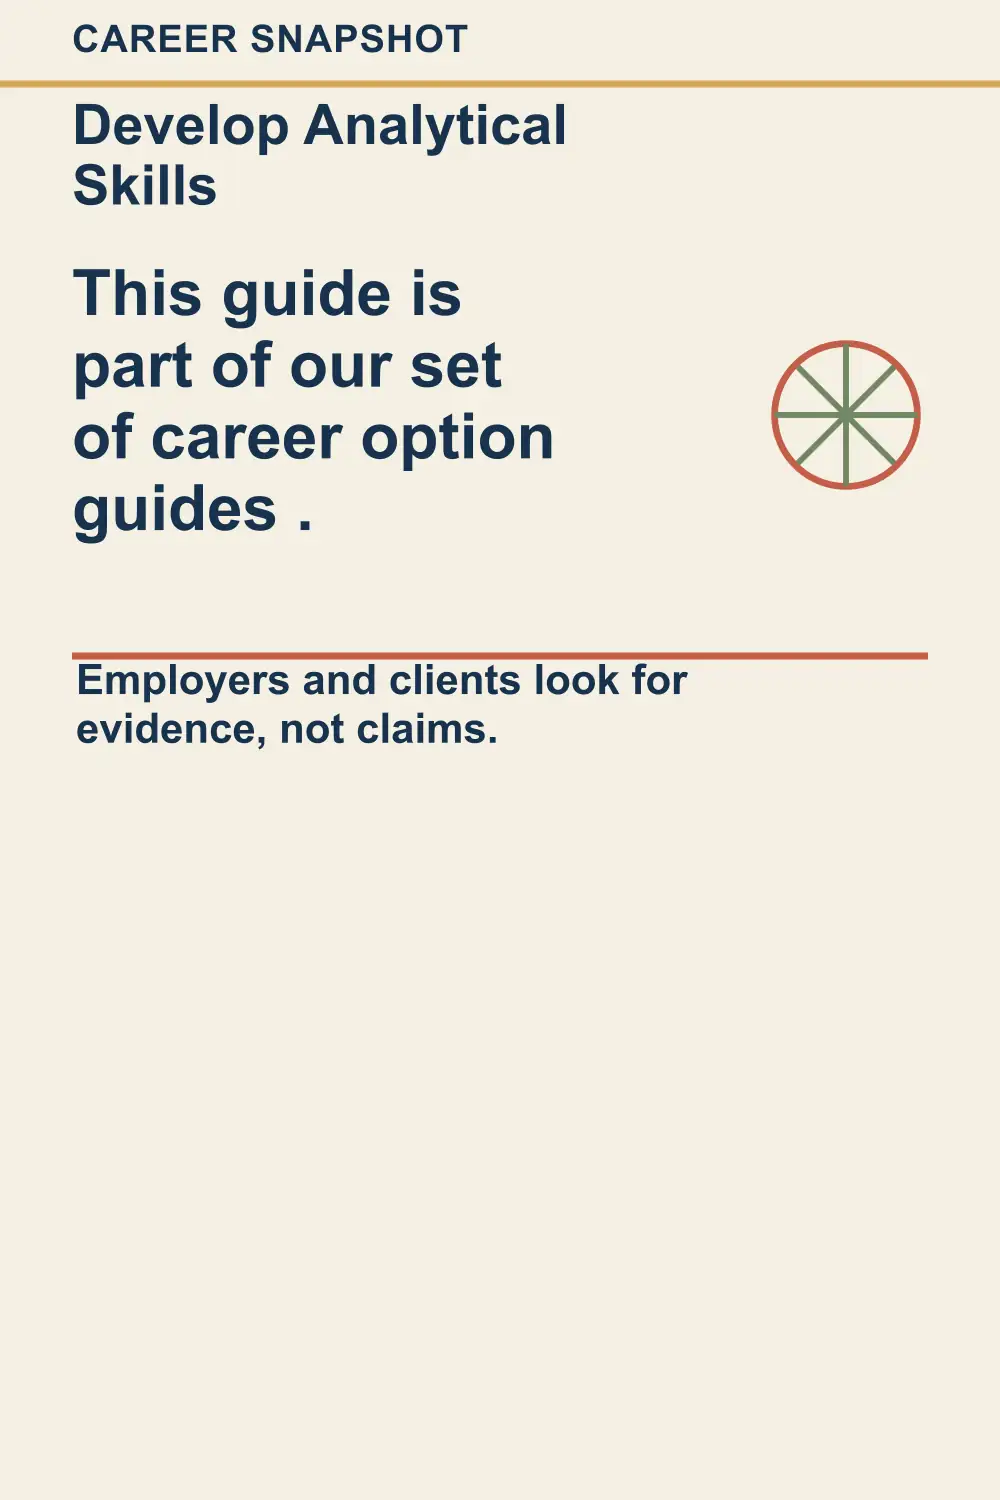 CAREER SNAPSHOT
Develop Analytical
Skills
This guide is
part of our set
of career option
guides .
Employers and clients look for
evidence, not claims.